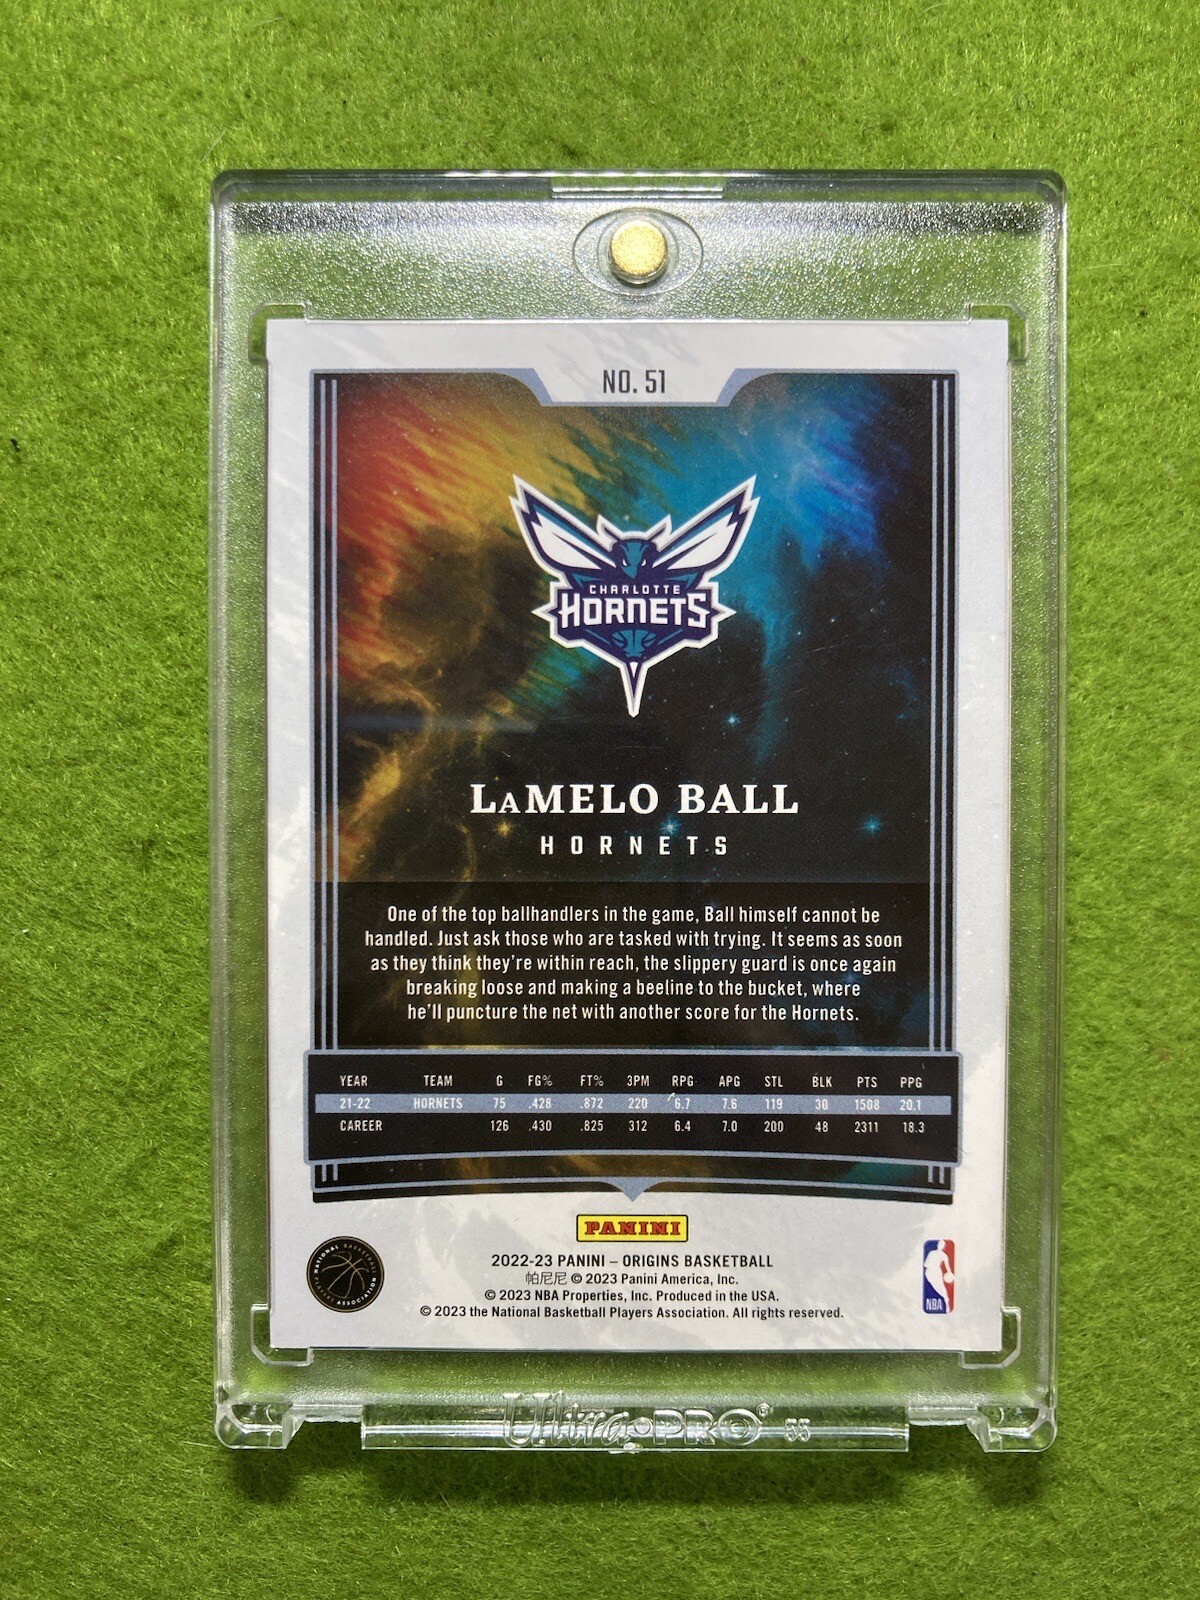 NO. 51
CHARLOTTE
HORNETS
LaMELO BALL
HORNETS
One of the top ballhandlers in the game, Ball himself cannot be
handled. Just ask those who are tasked with trying. It seems as soon
as they think they're within reach, the slippery guard is once again
breaking loose and making a beeline to the bucket, where
he'll puncture the net with another score for the Hornets.
YEAR TEAM G FG% FT% 3PM RPG APG STL BLK PTS PPG
21-22 HORNETS 75 .428 .872 220 6.7 7.6 119 30 1508 20.1
CAREER 126 .430 .825 312 6.4 7.0 200 48 2311 18.3
PANINI
2022-23 PANINI – ORIGINS BASKETBALL
帕尼尼 © 2023 Panini America, Inc.
© 2023 NBA Properties, Inc. Produced in the USA.
© 2023 the National Basketball Players Association. All rights reserved.
NATIONAL BASKETBALL PLAYERS ASSOCIATION
NBA
Ultra•PRO® 55